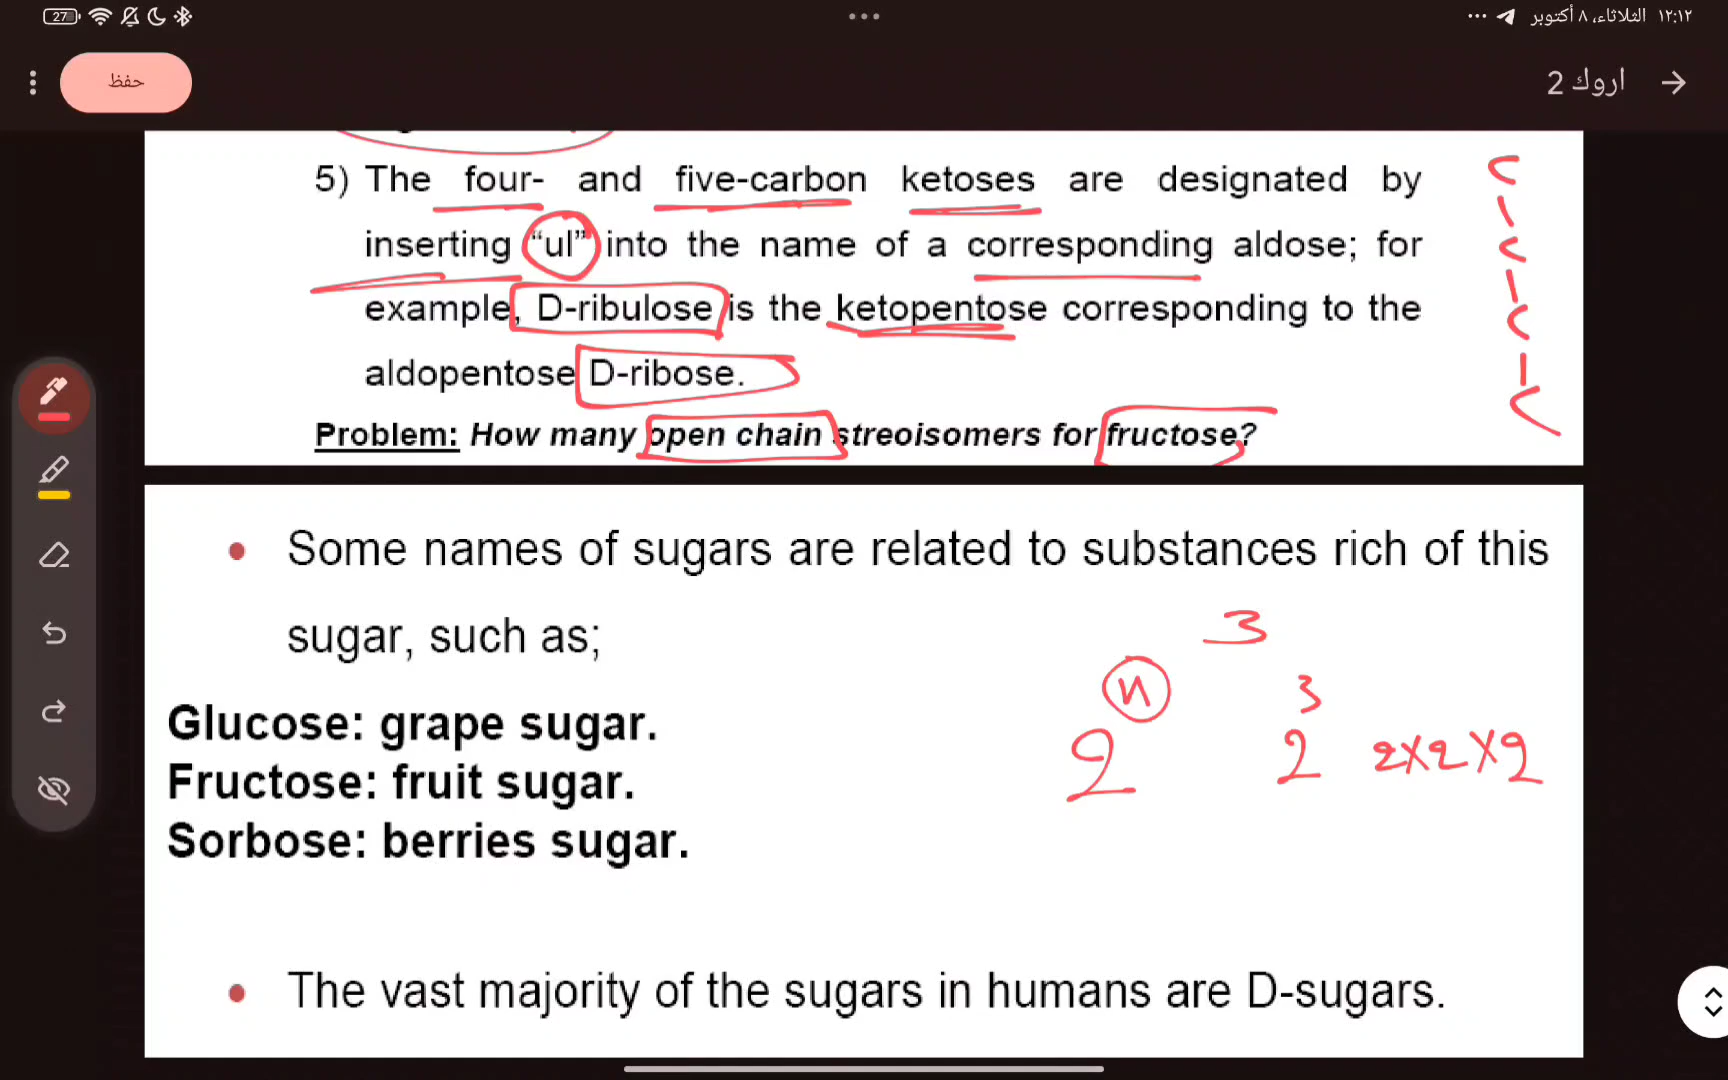 27
١٢:١٢ الثلاثاء، ٨ أكتوبر
حفظ
اروك 2
5) The four- and five-carbon ketoses are designated by
inserting “ul” into the name of a corresponding aldose; for
example, D-ribulose is the ketopentose corresponding to the
aldopentose D-ribose.
Problem: How many open chain streoisomers for fructose?
Some names of sugars are related to substances rich of this
sugar, such as;
3
n
3
2
2
2x2x2
Glucose: grape sugar.
Fructose: fruit sugar.
Sorbose: berries sugar.
The vast majority of the sugars in humans are D-sugars.